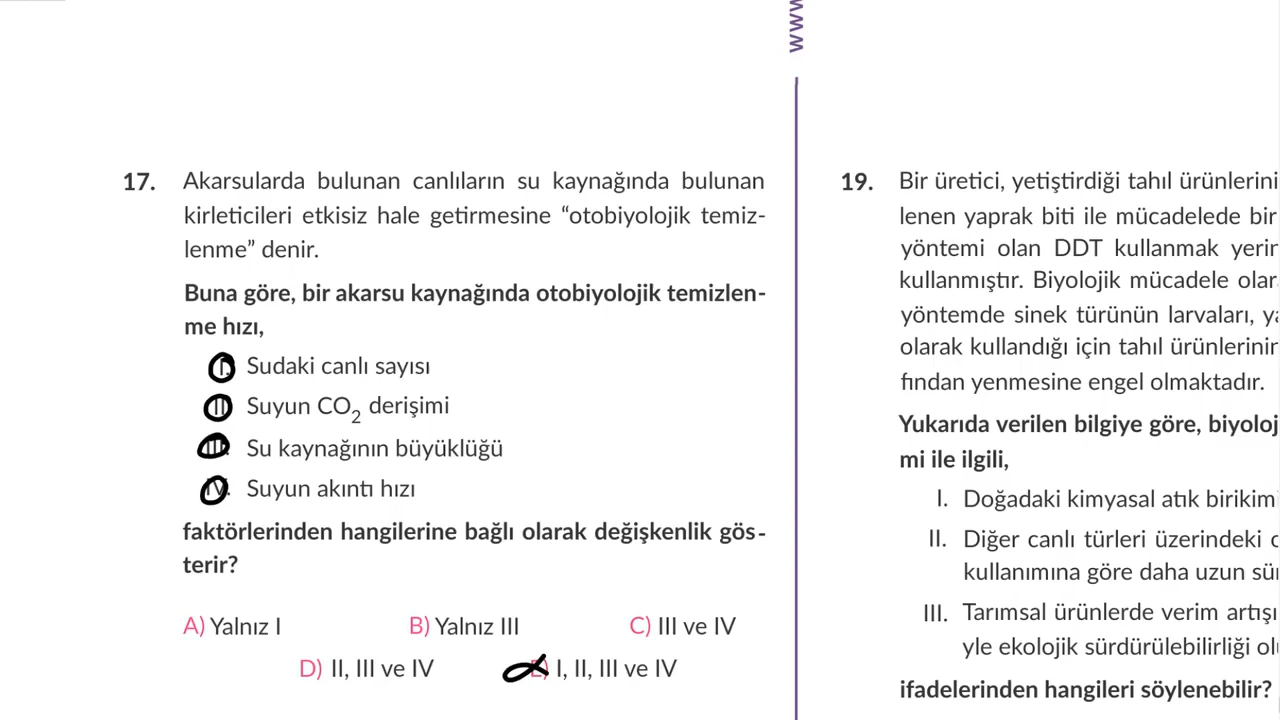 www
17. Akarsularda bulunan canlıların su kaynağında bulunan
kirleticileri etkisiz hale getirmesine “otobiyolojik temiz-
lenme” denir.
Buna göre, bir akarsu kaynağında otobiyolojik temizlen-
me hızı,
I. Sudaki canlı sayısı
II. Suyun CO₂ derişimi
III. Su kaynağının büyüklüğü
IV. Suyun akıntı hızı
faktörlerinden hangilerine bağlı olarak değişkenlik gös-
terir?
A) Yalnız I B) Yalnız III C) III ve IV
D) II, III ve IV E) I, II, III ve IV
19. Bir üretici, yetiştirdiği tahıl ürünlerini
lenen yaprak biti ile mücadelede bir
yöntemi olan DDT kullanmak yerin
kullanmıştır. Biyolojik mücadele olar
yöntemde sinek türünün larvaları, ya
olarak kullandığı için tahıl ürünlerinin
fından yenmesine engel olmaktadır.
Yukarıda verilen bilgiye göre, biyoloj
mi ile ilgili,
I. Doğadaki kimyasal atık birikim
II. Diğer canlı türleri üzerindeki
kullanımına göre daha uzun sü
III. Tarımsal ürünlerde verim artışı
yle ekolojik sürdürülebilirliği ol
ifadelerinden hangileri söylenebilir?